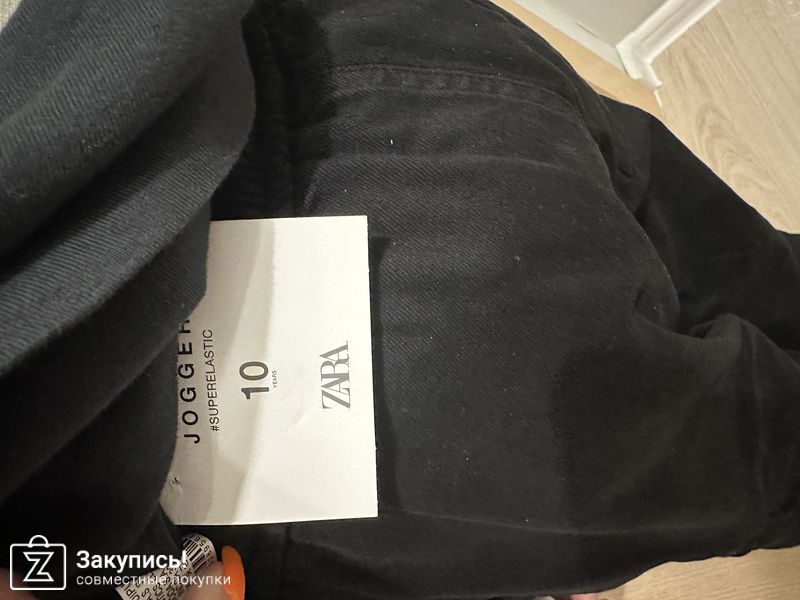 JOGGER
#SUPERELASTIC
10
YEARS
ZARA
Закупись!
совместные покупки